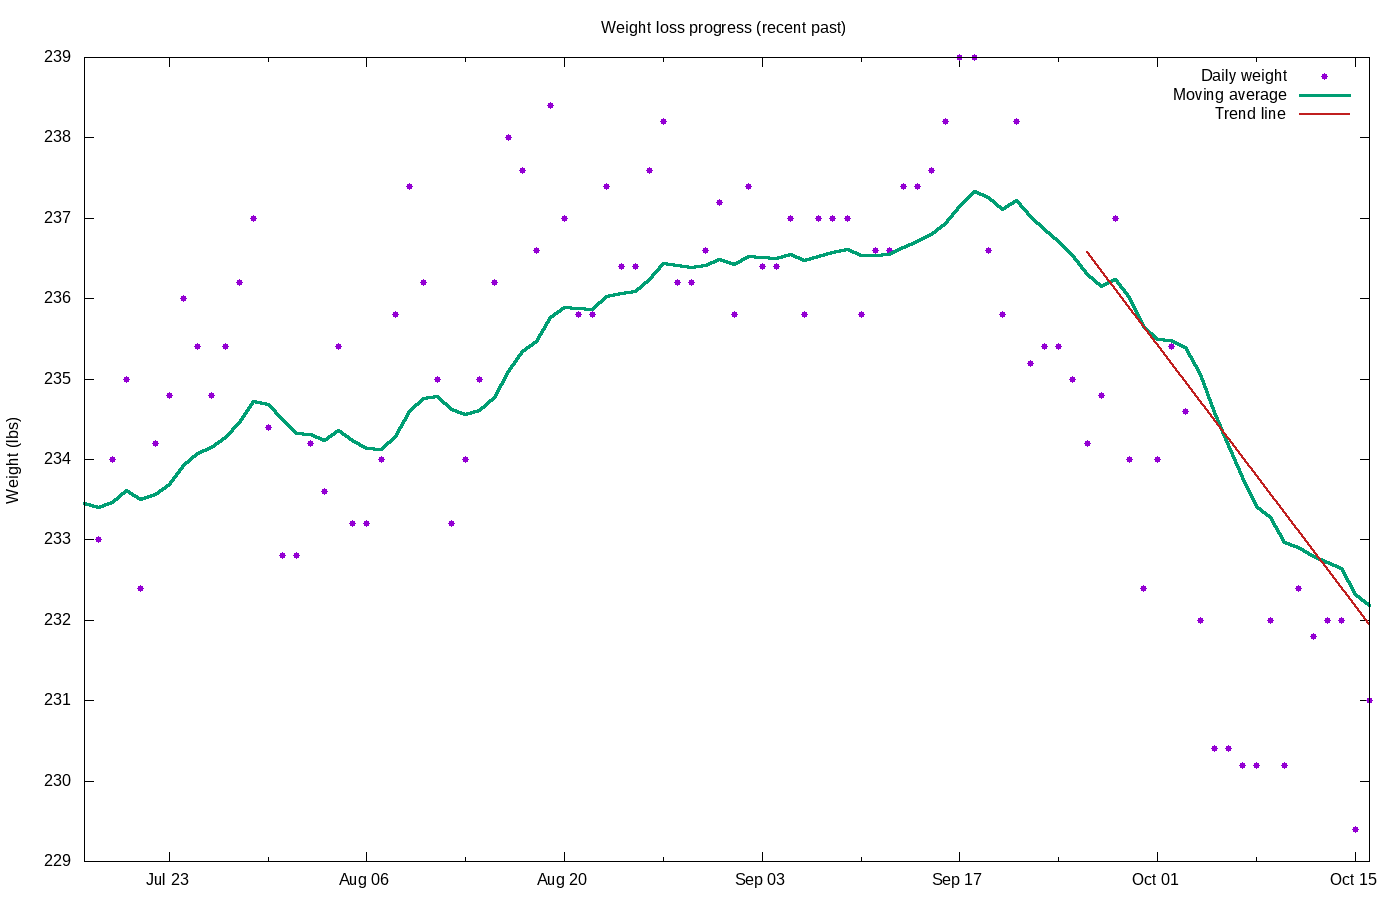 Weight loss progress (recent past)
239
238
237
236
235
234
233
232
231
230
229
Weight (lbs)
Daily weight
Moving average
Trend line
Jul 23 Aug 06 Aug 20 Sep 03 Sep 17 Oct 01 Oct 15